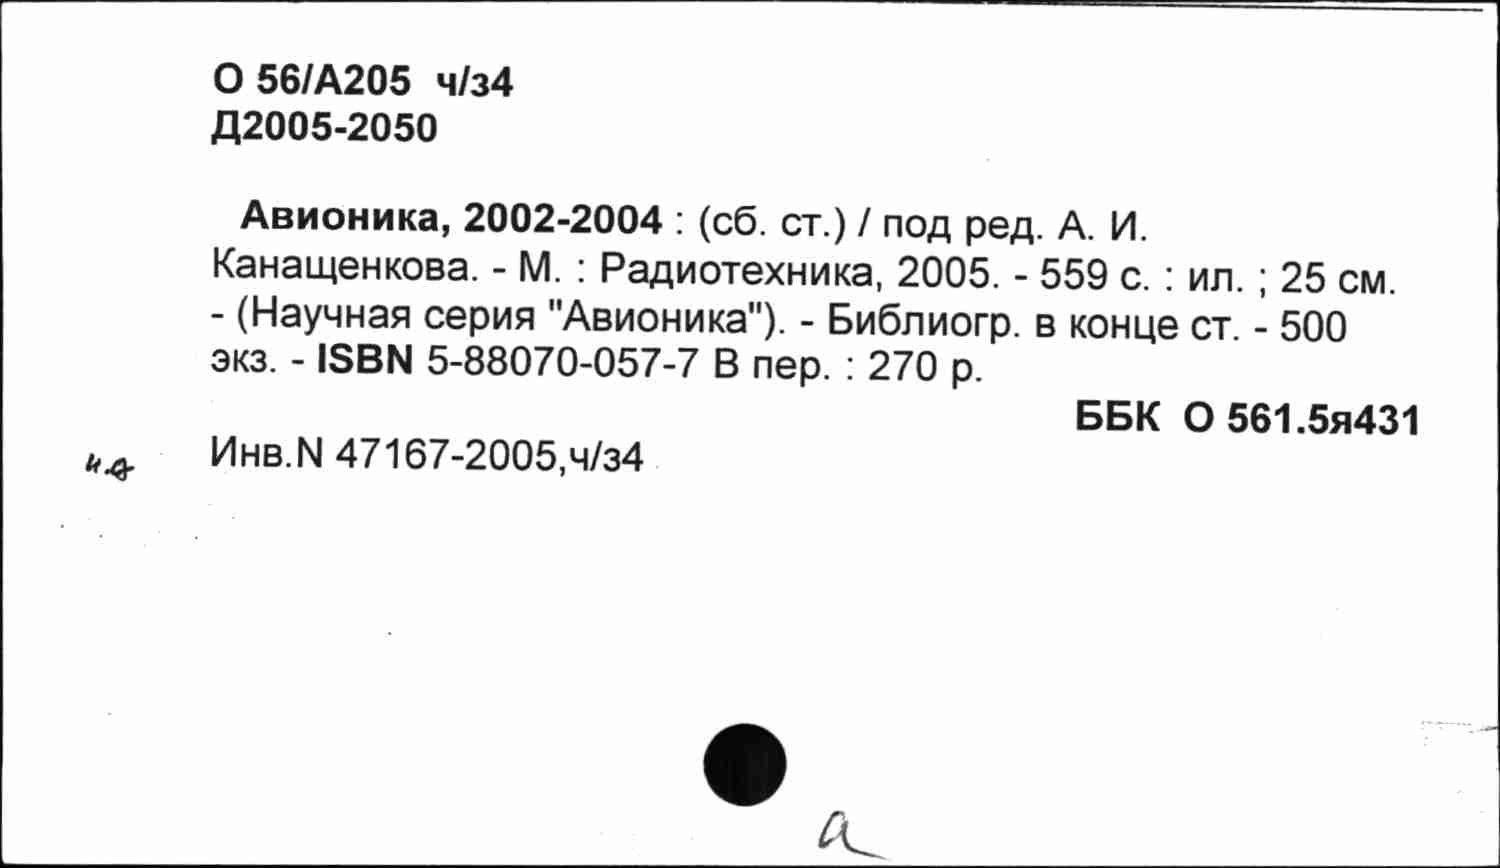 О 56/А205 ч/з4
Д2005-2050
Авионика, 2002-2004 : (сб. ст.) / под ред. А. И.
Канащенкова. - М. : Радиотехника, 2005. - 559 с. : ил. ; 25 см.
- (Научная серия "Авионика"). - Библиогр. в конце ст. - 500
экз. - ISBN 5-88070-057-7 В пер. : 270 р.
ББК О 561.5я431
Инв.N 47167-2005,ч/з4
а